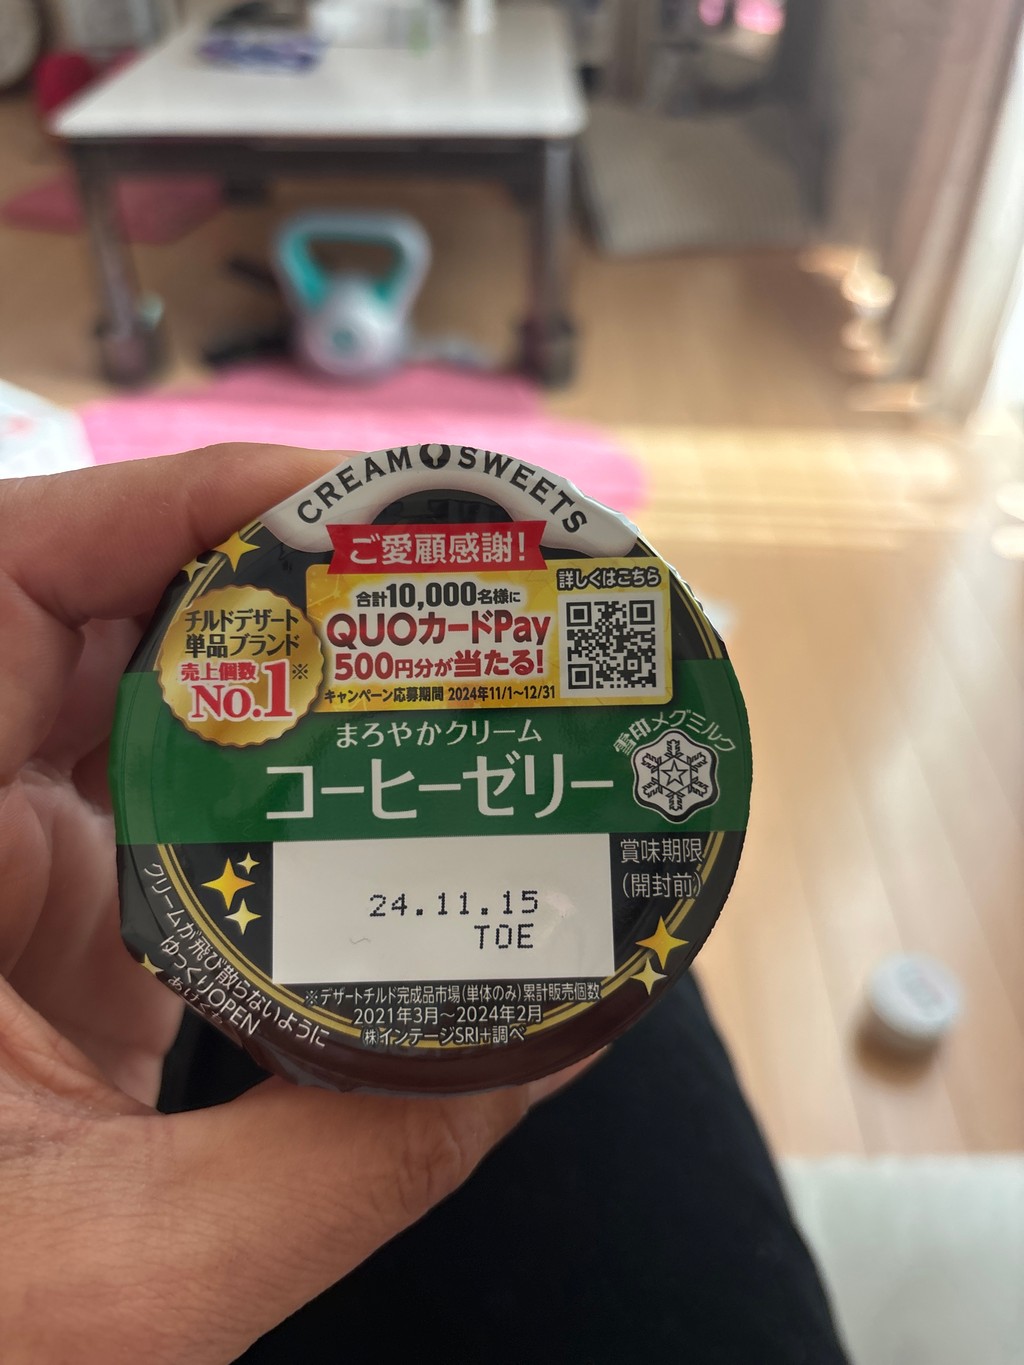 CREAM SWEETS
ご愛顧感謝!
合計10,000名様に
QUOカードPay
500円分が当たる!
キャンペーン応募期間 2024年11/1~12/31
詳しくはこちら
チルドデザート
単品ブランド
売上個数
No.1※
まろやかクリーム
コーヒーゼリー
雪印メグミルク
賞味期限
(開封前)
24.11.15
TOE
クリームが飛び散らないように
ゆっくりOPEN
※デザートチルド完成品市場(単体のみ)累計販売個数
2021年3月~2024年2月
(株)インテージSRI+調べ